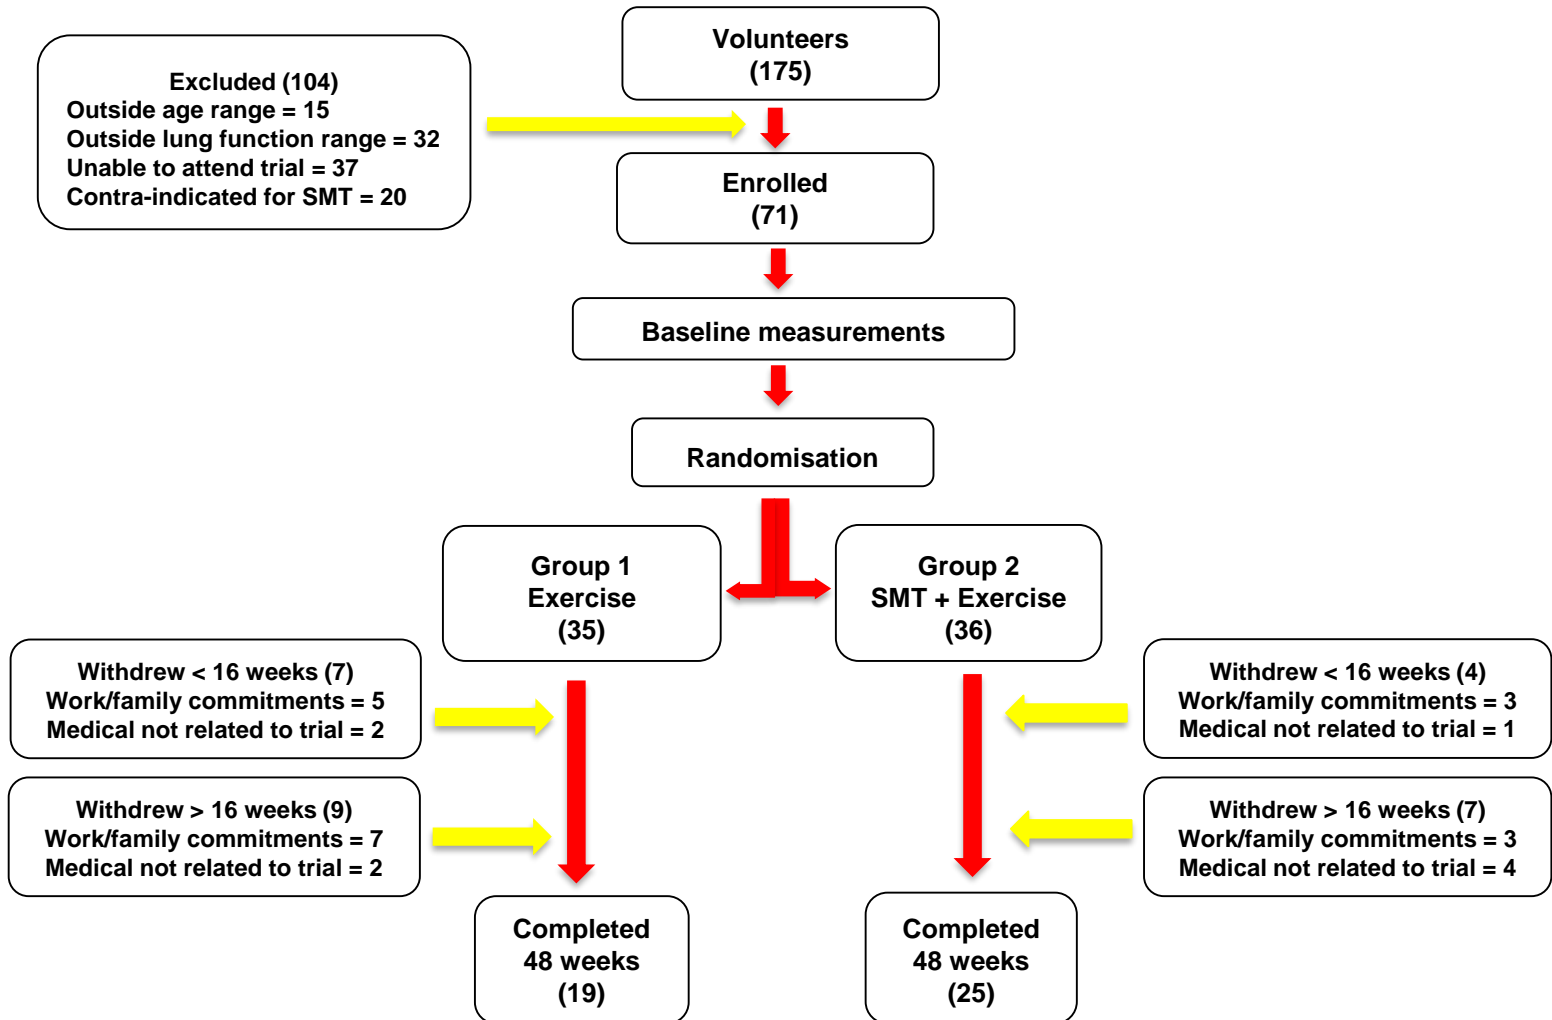 Volunteers
(175)
Excluded (104)
Outside age range = 15
Outside lung function range = 32
Unable to attend trial = 37
Contra-indicated for SMT = 20
Enrolled
(71)
Baseline measurements
Randomisation
Group 1
Exercise
(35)
Group 2
SMT + Exercise
(36)
Withdrew < 16 weeks (7)
Work/family commitments = 5
Medical not related to trial = 2
Withdrew < 16 weeks (4)
Work/family commitments = 3
Medical not related to trial = 1
Withdrew > 16 weeks (9)
Work/family commitments = 7
Medical not related to trial = 2
Withdrew > 16 weeks (7)
Work/family commitments = 3
Medical not related to trial = 4
Completed
48 weeks
(19)
Completed
48 weeks
(25)